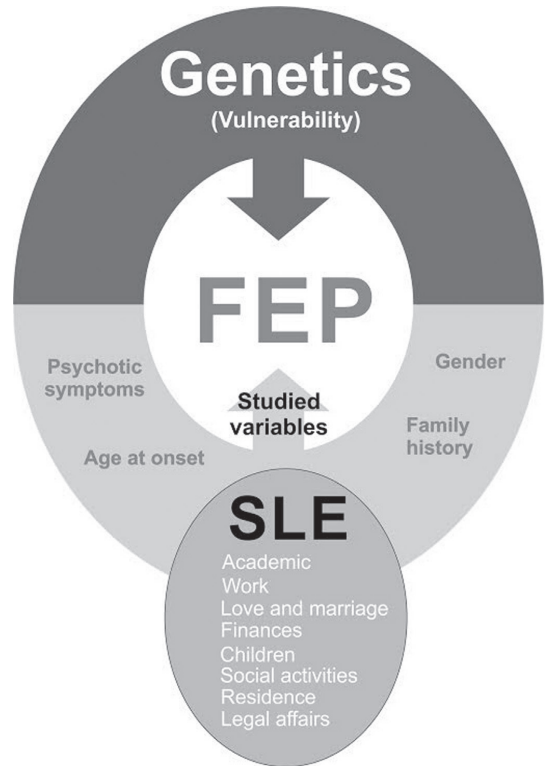 Genetics
(Vulnerability)
FEP
Psychotic
symptoms
Age at onset
Studied
variables
Gender
Family
history
SLE
Academic
Work
Love and marriage
Finances
Children
Social activities
Residence
Legal affairs